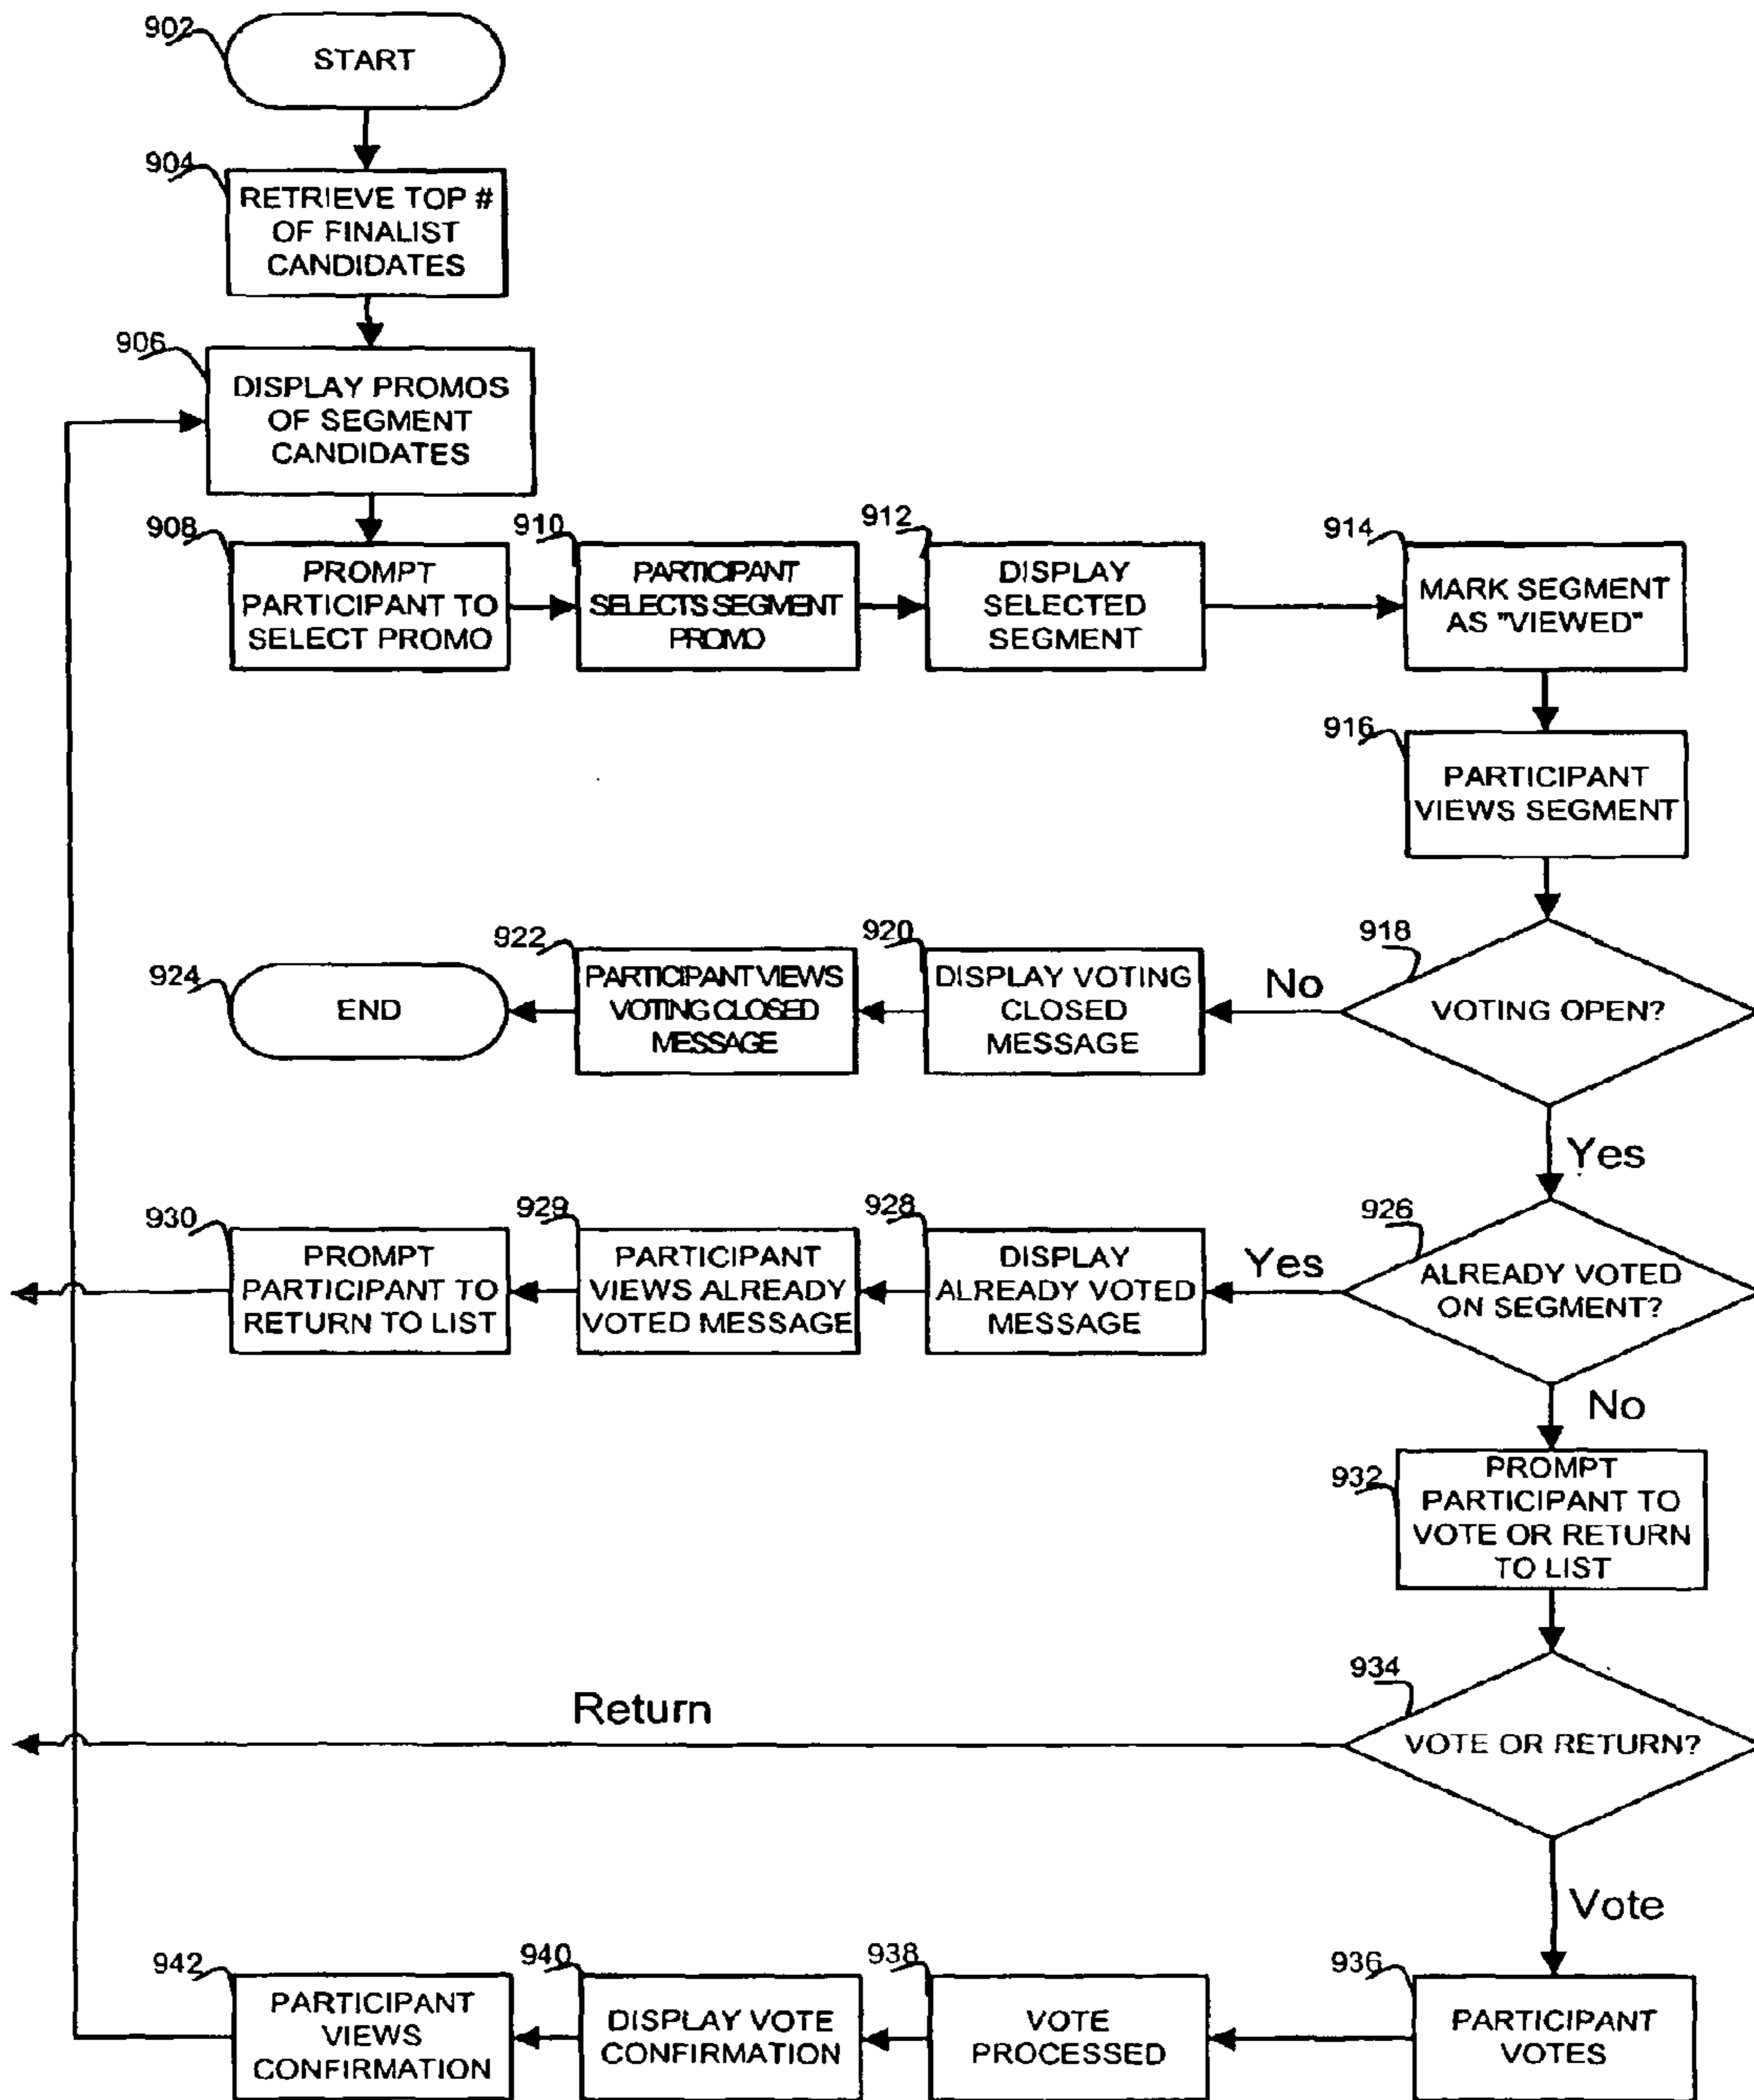 902
START
904
RETRIEVE TOP #
OF FINALIST
CANDIDATES
906
DISPLAY PROMOS
OF SEGMENT
CANDIDATES
908
PROMPT
PARTICIPANT TO
SELECT PROMO
910
PARTICIPANT
SELECTS SEGMENT
PROMO
912
DISPLAY
SELECTED
SEGMENT
914
MARK SEGMENT
AS "VIEWED"
916
PARTICIPANT
VIEWS SEGMENT
918
VOTING OPEN?
No
920
DISPLAY VOTING
CLOSED
MESSAGE
922
PARTICIPANT VIEWS
VOTING CLOSED
MESSAGE
924
END
Yes
926
ALREADY VOTED
ON SEGMENT?
Yes
928
DISPLAY
ALREADY VOTED
MESSAGE
929
PARTICIPANT
VIEWS ALREADY
VOTED MESSAGE
930
PROMPT
PARTICIPANT TO
RETURN TO LIST
No
932
PROMPT
PARTICIPANT TO
VOTE OR RETURN
TO LIST
934
VOTE OR RETURN?
Return
Vote
936
PARTICIPANT
VOTES
938
VOTE
PROCESSED
940
DISPLAY VOTE
CONFIRMATION
942
PARTICIPANT
VIEWS
CONFIRMATION